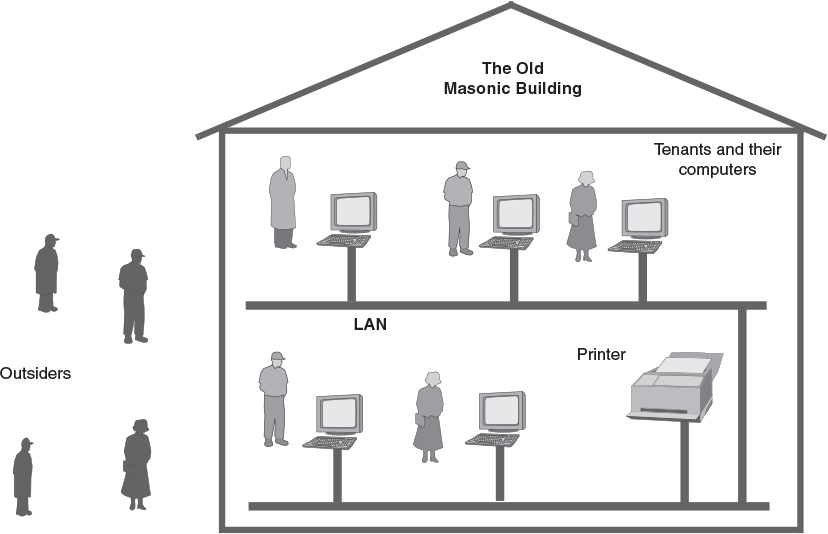 The Old
Masonic Building
Tenants and their
computers
LAN
Printer
Outsiders